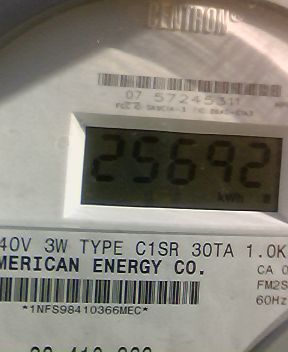 CENTRON
07 57245311
25692
kWh
40V 3W TYPE C1SR 30TA 1.0K
MERICAN ENERGY CO.
CA 0
FM2S
60Hz
*1NFS98410366MEC*